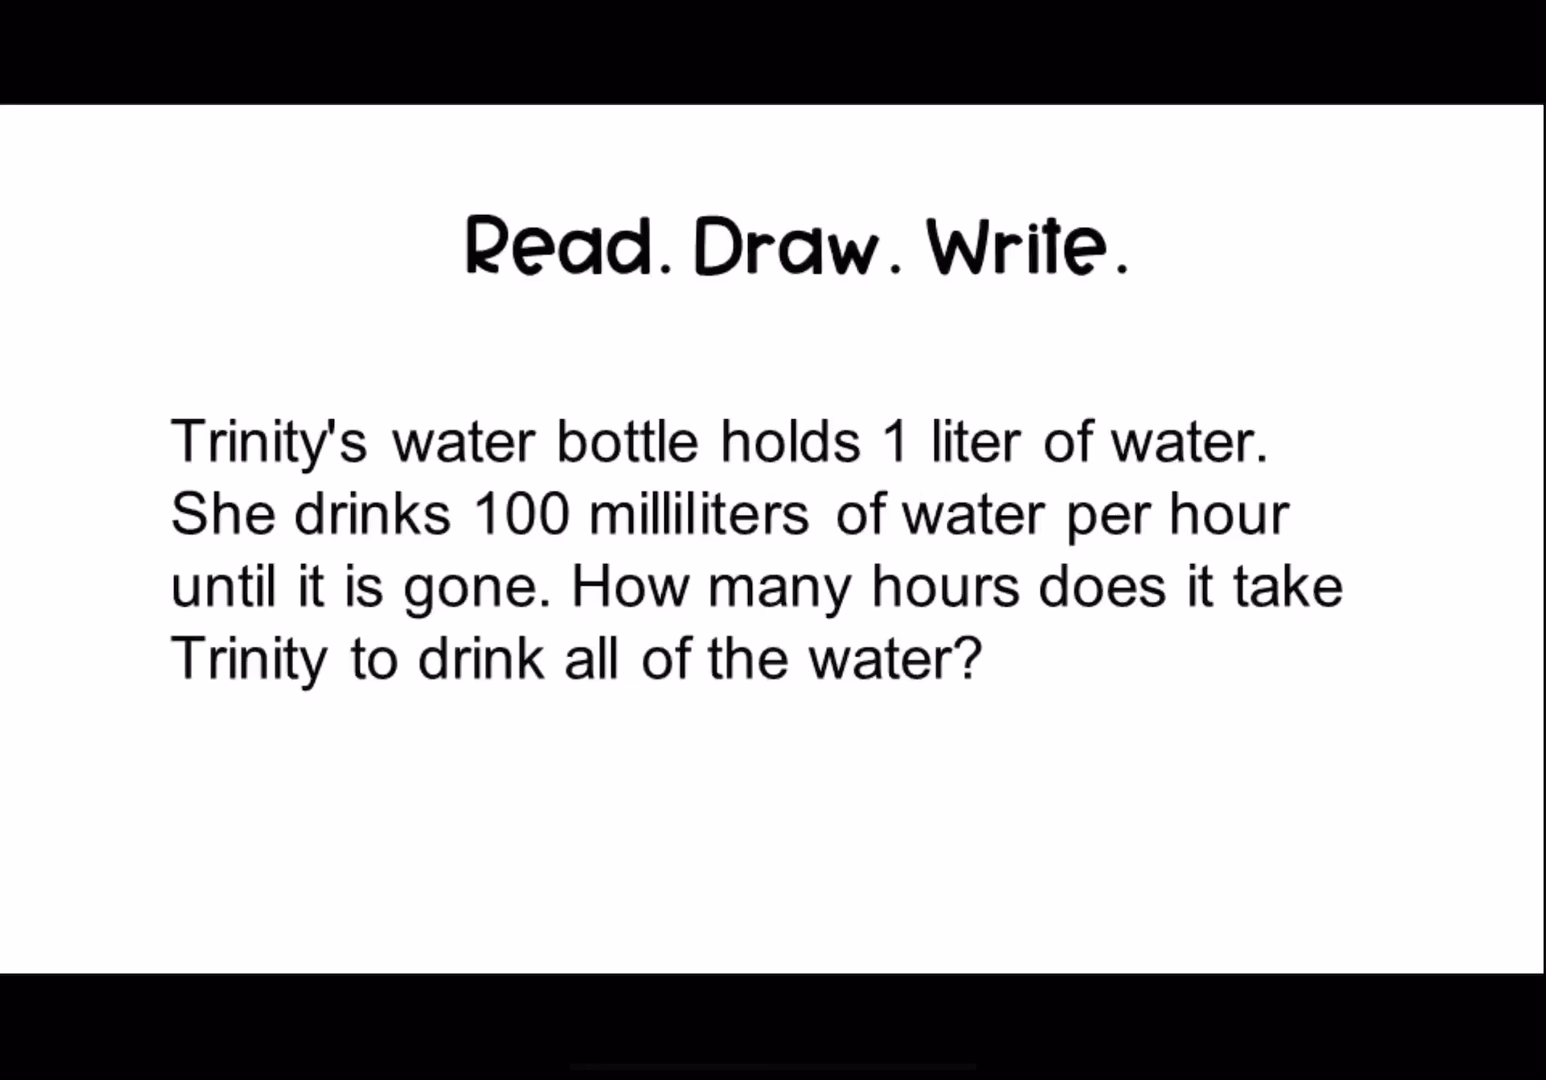 Read. Draw. Write.
Trinity's water bottle holds 1 liter of water.
She drinks 100 milliliters of water per hour
until it is gone. How many hours does it take
Trinity to drink all of the water?